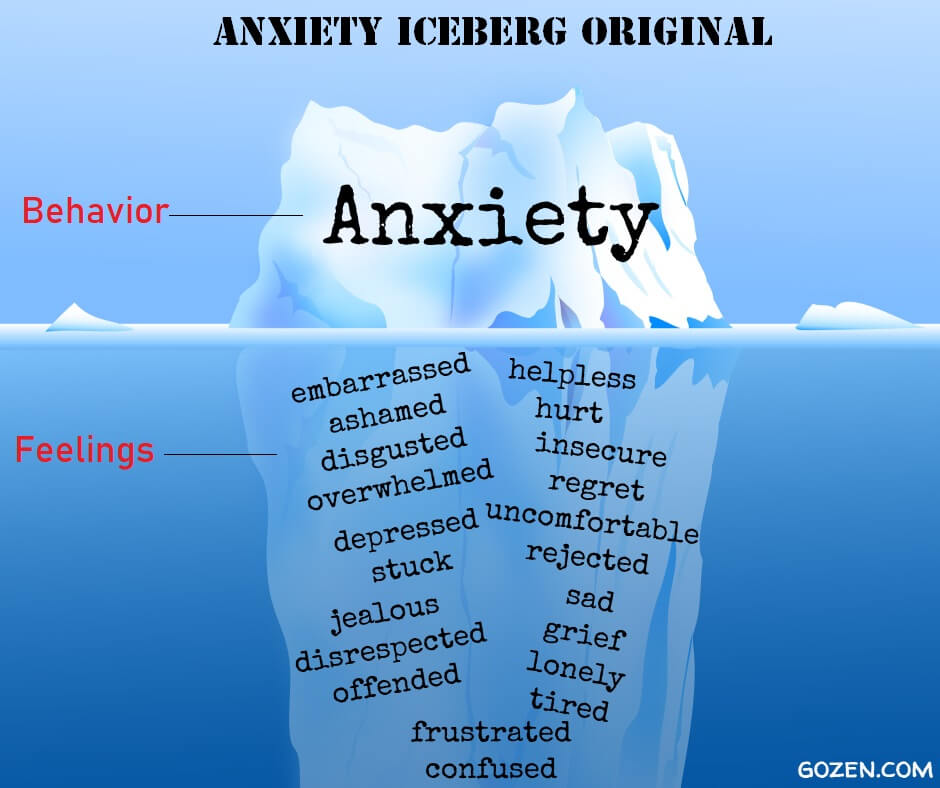 ANXIETY ICEBERG ORIGINAL
Behavior
Anxiety
Feelings
embarrassed
ashamed
disgusted
overwhelmed
depressed
stuck
jealous
disrespected
offended
helpless
hurt
insecure
regret
uncomfortable
rejected
sad
grief
lonely
tired
frustrated
confused
GOZEN.COM